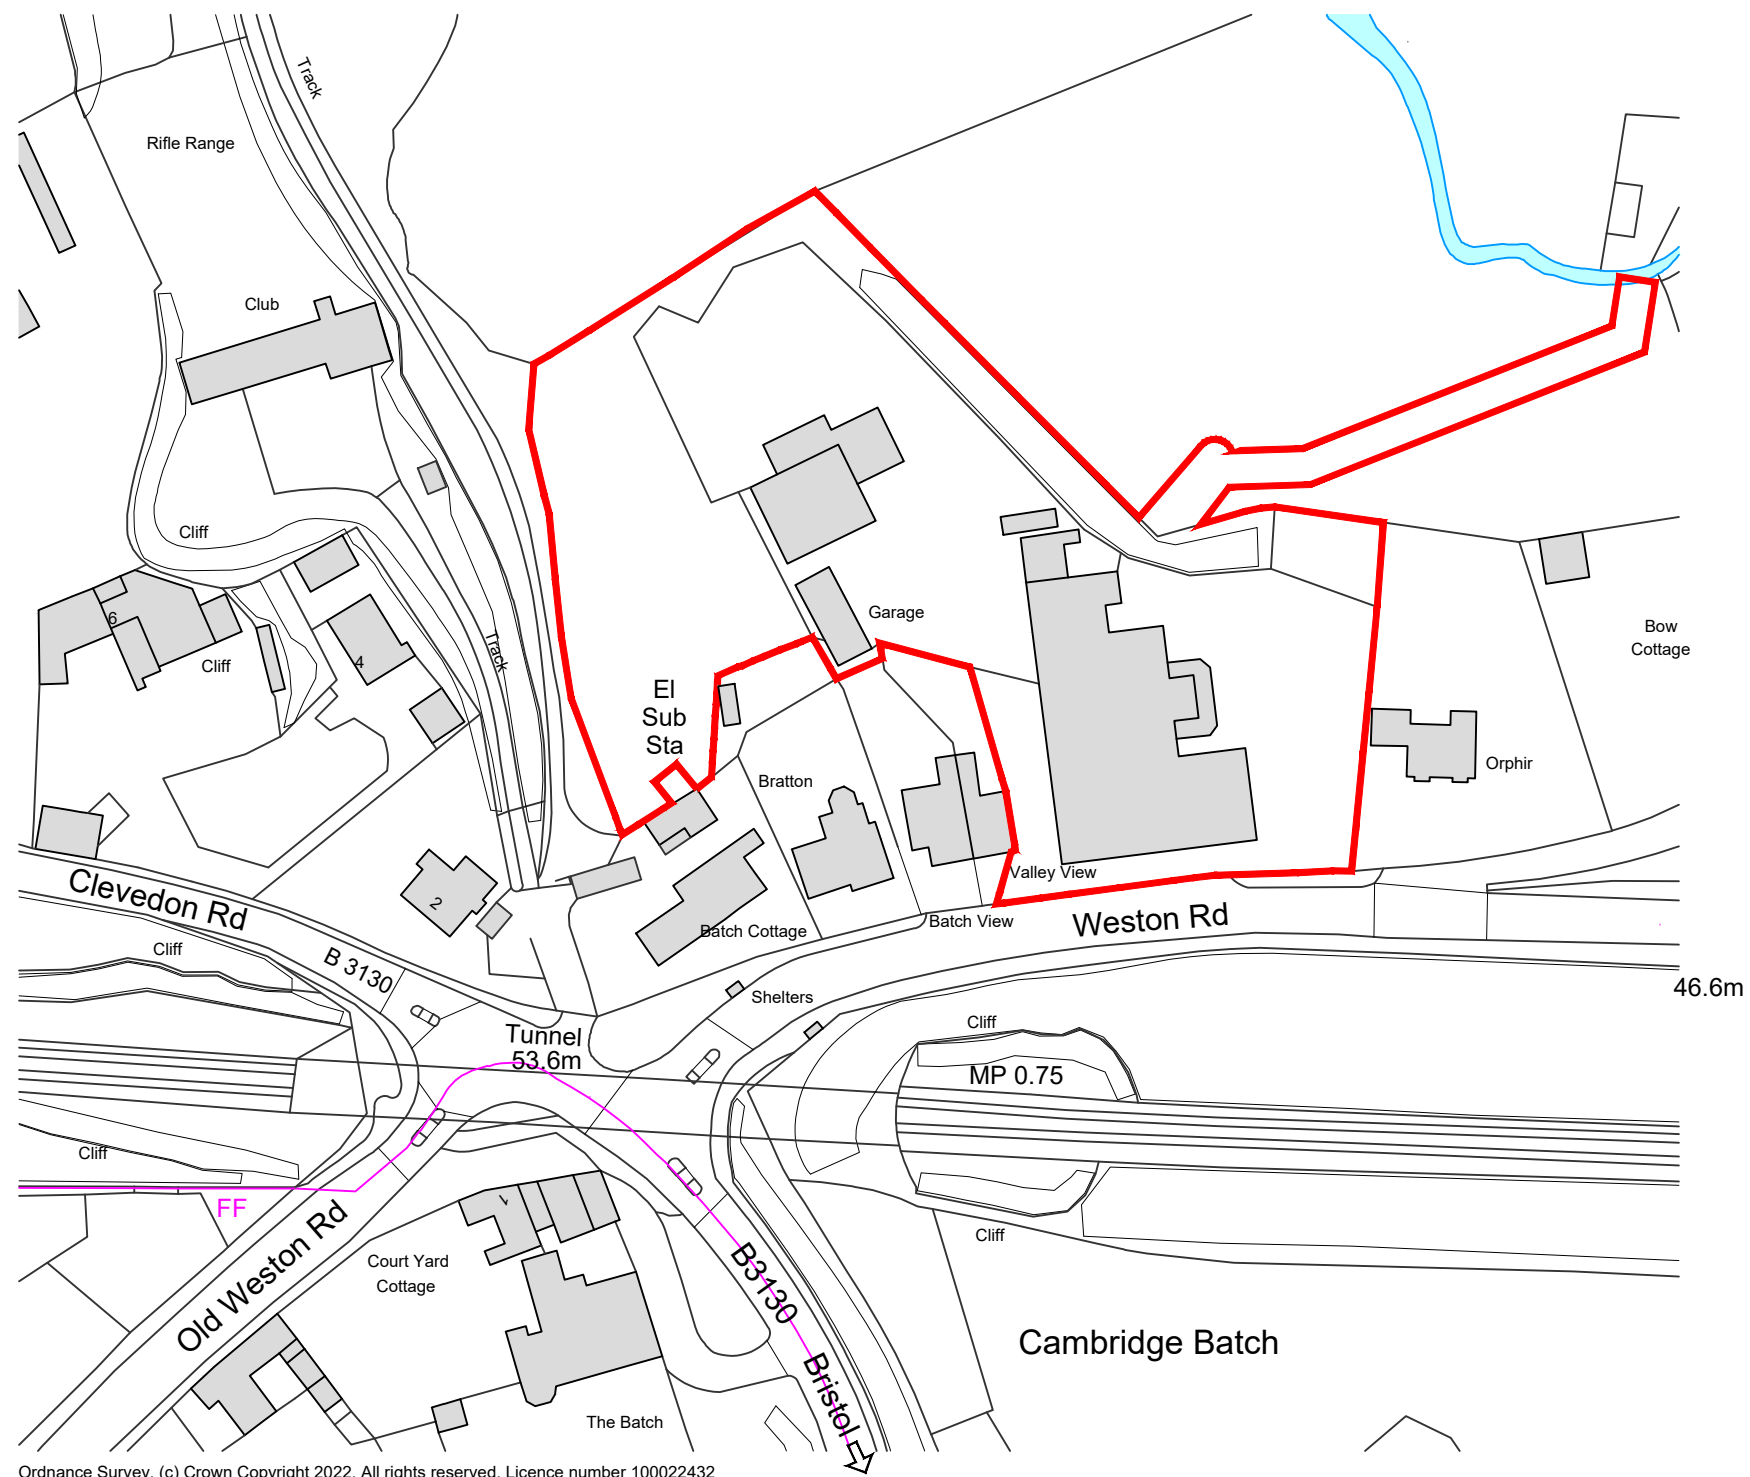 Track
Rifle Range
Club
Cliff
Garage
6
Cliff
4
Track
Bow
Cottage
El
Sub
Sta
Bratton
Orphir
Clevedon Rd
2
Valley View
Batch Cottage
Batch View
Weston Rd
Cliff
B 3130
Shelters
46.6m
Tunnel
53.6m
Cliff
MP 0.75
Cliff
FF
1
Old Weston Rd
Court Yard
Cottage
Cliff
B3130
Cambridge Batch
Bristol
The Batch
Ordnance Survey, (c) Crown Copyright 2022. All rights reserved. Licence number 100022432